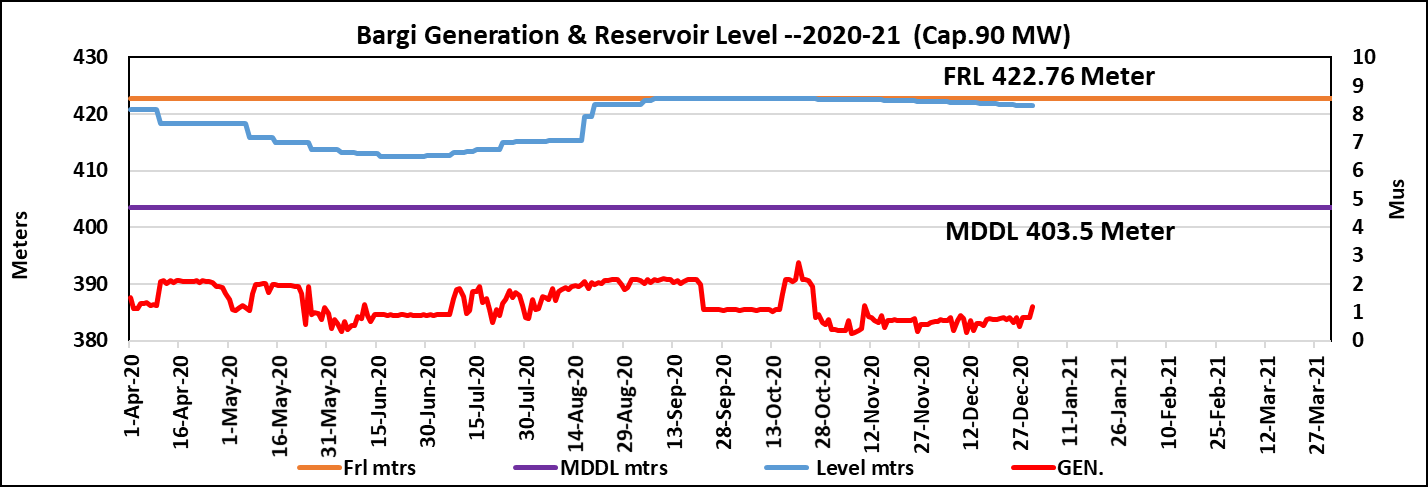 Bargi Generation & Reservoir Level --2020-21 (Cap.90 MW)
430
420
410
400
390
380
Meters
10
9
8
7
6
5
4
3
2
1
0
Mus
FRL 422.76 Meter
MDDL 403.5 Meter
1-Apr-20
16-Apr-20
1-May-20
16-May-20
31-May-20
15-Jun-20
30-Jun-20
15-Jul-20
30-Jul-20
14-Aug-20
29-Aug-20
13-Sep-20
28-Sep-20
13-Oct-20
28-Oct-20
12-Nov-20
27-Nov-20
12-Dec-20
27-Dec-20
11-Jan-21
26-Jan-21
10-Feb-21
25-Feb-21
12-Mar-21
27-Mar-21
Frl mtrs
MDDL mtrs
Level mtrs
GEN.